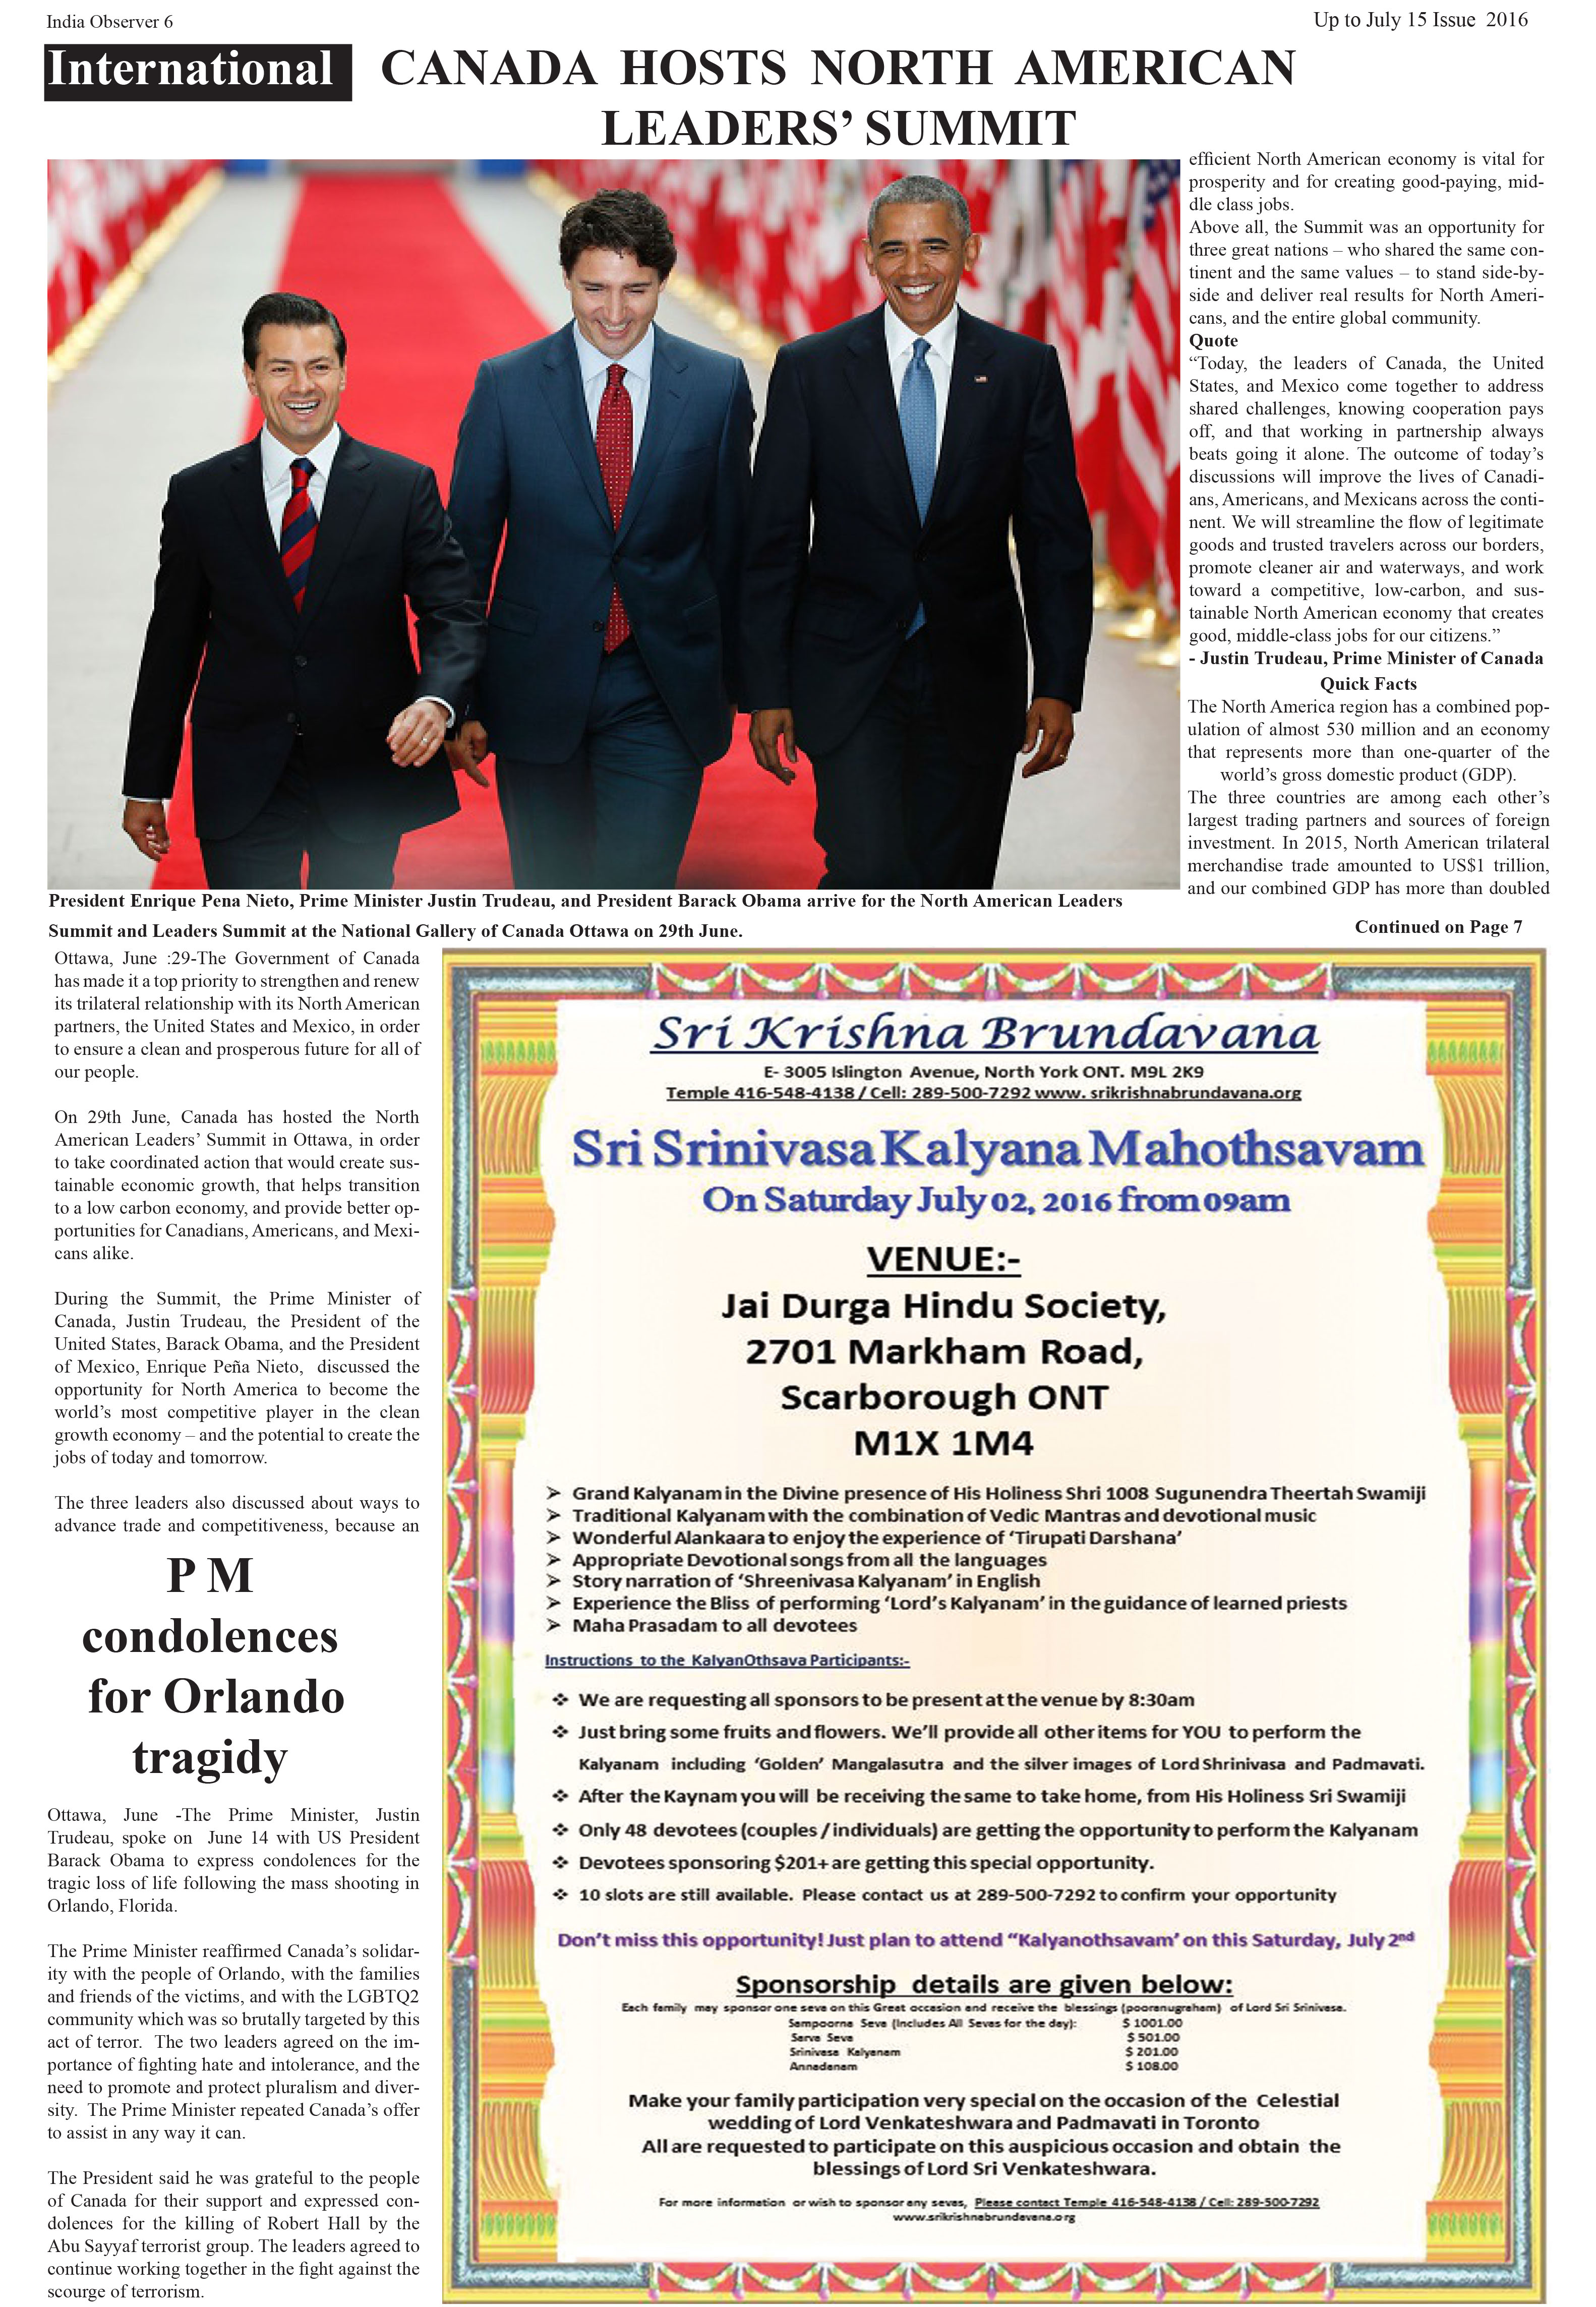 India Observer 6
Up to July 15 Issue 2016
International
CANADA HOSTS NORTH AMERICAN
LEADERS’ SUMMIT
President Enrique Pena Nieto, Prime Minister Justin Trudeau, and President Barack Obama arrive for the North American Leaders
Summit and Leaders Summit at the National Gallery of Canada Ottawa on 29th June.
Ottawa, June :29-The Government of Canada
has made it a top priority to strengthen and renew
its trilateral relationship with its North American
partners, the United States and Mexico, in order
to ensure a clean and prosperous future for all of
our people.
On 29th June, Canada has hosted the North
American Leaders’ Summit in Ottawa, in order
to take coordinated action that would create sus-
tainable economic growth, that helps transition
to a low carbon economy, and provide better op-
portunities for Canadians, Americans, and Mexi-
cans alike.
During the Summit, the Prime Minister of
Canada, Justin Trudeau, the President of the
United States, Barack Obama, and the President
of Mexico, Enrique Peña Nieto, discussed the
opportunity for North America to become the
world’s most competitive player in the clean
growth economy – and the potential to create the
jobs of today and tomorrow.
The three leaders also discussed about ways to
advance trade and competitiveness, because an
efficient North American economy is vital for
prosperity and for creating good-paying, mid-
dle class jobs.
Above all, the Summit was an opportunity for
three great nations – who shared the same con-
tinent and the same values – to stand side-by-
side and deliver real results for North Ameri-
cans, and the entire global community.
Quote
“Today, the leaders of Canada, the United
States, and Mexico come together to address
shared challenges, knowing cooperation pays
off, and that working in partnership always
beats going it alone. The outcome of today’s
discussions will improve the lives of Canadi-
ans, Americans, and Mexicans across the conti-
nent. We will streamline the flow of legitimate
goods and trusted travelers across our borders,
promote cleaner air and waterways, and work
toward a competitive, low-carbon, and sus-
tainable North American economy that creates
good, middle-class jobs for our citizens.”
- Justin Trudeau, Prime Minister of Canada
Quick Facts
The North America region has a combined pop-
ulation of almost 530 million and an economy
that represents more than one-quarter of the
world’s gross domestic product (GDP).
The three countries are among each other’s
largest trading partners and sources of foreign
investment. In 2015, North American trilateral
merchandise trade amounted to US$1 trillion,
and our combined GDP has more than doubled
Continued on Page 7
P M
condolences
for Orlando
tragidy
Ottawa, June -The Prime Minister, Justin
Trudeau, spoke on June 14 with US President
Barack Obama to express condolences for the
tragic loss of life following the mass shooting in
Orlando, Florida.
The Prime Minister reaffirmed Canada’s solidar-
ity with the people of Orlando, with the families
and friends of the victims, and with the LGBTQ2
community which was so brutally targeted by this
act of terror. The two leaders agreed on the im-
portance of fighting hate and intolerance, and the
need to promote and protect pluralism and diver-
sity. The Prime Minister repeated Canada’s offer
to assist in any way it can.
The President said he was grateful to the people
of Canada for their support and expressed con-
dolences for the killing of Robert Hall by the
Abu Sayyaf terrorist group. The leaders agreed to
continue working together in the fight against the
scourge of terrorism.
Sri Krishna Brundavana
E- 3005 Islington Avenue, North York ONT. M9L 2K9
Temple 416-548-4138 / Cell: 289-500-7292 www. srikrishnabrundavana.org
Sri Srinivasa Kalyana Mahothsavam
On Saturday July 02, 2016 from 09am
VENUE:-
Jai Durga Hindu Society,
2701 Markham Road,
Scarborough ONT
M1X 1M4
➢ Grand Kalyanam in the Divine presence of His Holiness Shri 1008 Sugunendra Theertah Swamiji
➢ Traditional Kalyanam with the combination of Vedic Mantras and devotional music
➢ Wonderful Alankaara to enjoy the experience of ‘Tirupati Darshana’
➢ Appropriate Devotional songs from all the languages
➢ Story narration of ‘Shreenivasa Kalyanam’ in English
➢ Experience the Bliss of performing ‘Lord’s Kalyanam’ in the guidance of learned priests
➢ Maha Prasadam to all devotees
Instructions to the KalyanOthsava Participants:-
❖ We are requesting all sponsors to be present at the venue by 8:30am
❖ Just bring some fruits and flowers. We’ll provide all other items for YOU to perform the
Kalyanam including ‘Golden’ Mangalasutra and the silver images of Lord Shrinivasa and Padmavati.
❖ After the Kaynam you will be receiving the same to take home, from His Holiness Sri Swamiji
❖ Only 48 devotees (couples / individuals) are getting the opportunity to perform the Kalyanam
❖ Devotees sponsoring $201+ are getting this special opportunity.
❖ 10 slots are still available. Please contact us at 289-500-7292 to confirm your opportunity
Don’t miss this opportunity! Just plan to attend “Kalyanothsavam’ on this Saturday, July 2nd
Sponsorship details are given below:
Each family may sponsor one seva on this Great occasion and receive the blessings (pooranugraham) of Lord Sri Srinivasa.
Sampoorna Seva (Includes All Sevas for the day): $ 1001.00
Sarva Seva $ 501.00
Srinivasa Kalyanam $ 201.00
Annadanam $ 108.00
Make your family participation very special on the occasion of the Celestial
wedding of Lord Venkateshwara and Padmavati in Toronto
All are requested to participate on this auspicious occasion and obtain the
blessings of Lord Sri Venkateshwara.
For more information or wish to sponsor any sevas, Please contact Temple 416-548-4138 / Cell: 289-500-7292
www.srikrishnabrundavana.org